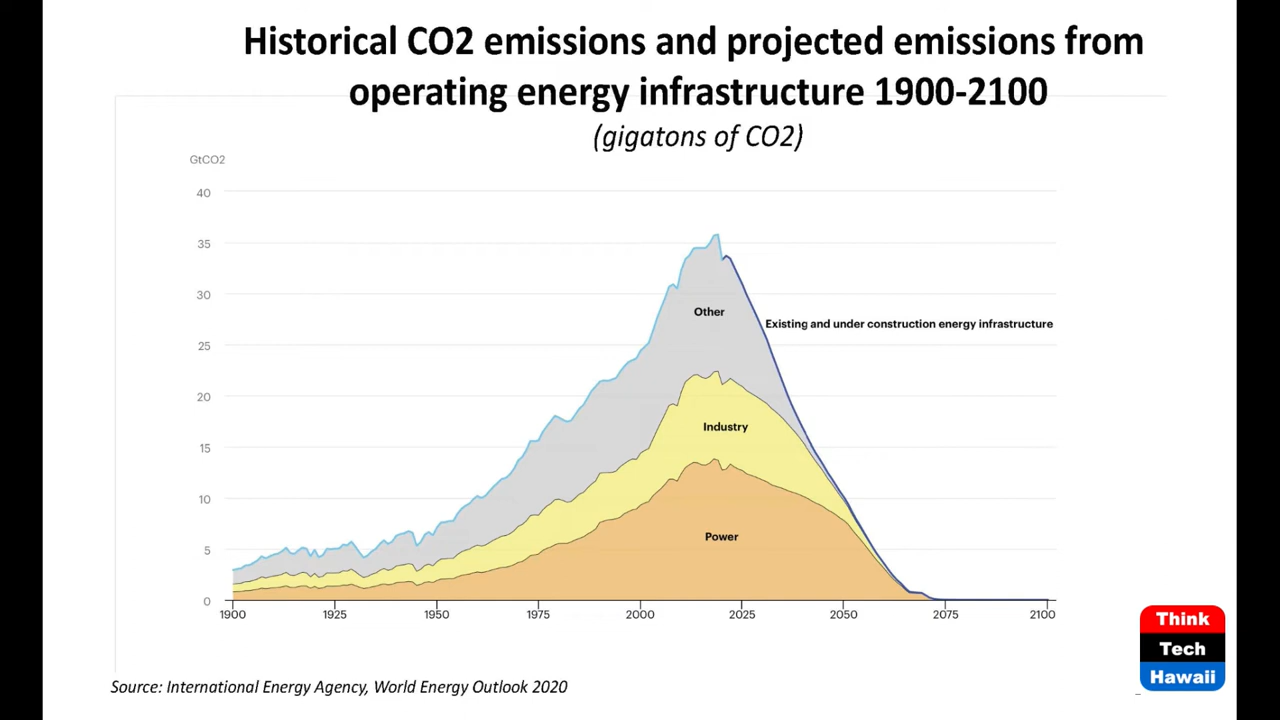 Historical CO2 emissions and projected emissions from
operating energy infrastructure 1900-2100
(gigatons of CO2)
GtCO2
40
35
30
25
20
15
10
5
0
Other
Existing and under construction energy infrastructure
Industry
Power
1900 1925 1950 1975 2000 2025 2050 2075 2100
Think
Tech
Hawaii
Source: International Energy Agency, World Energy Outlook 2020